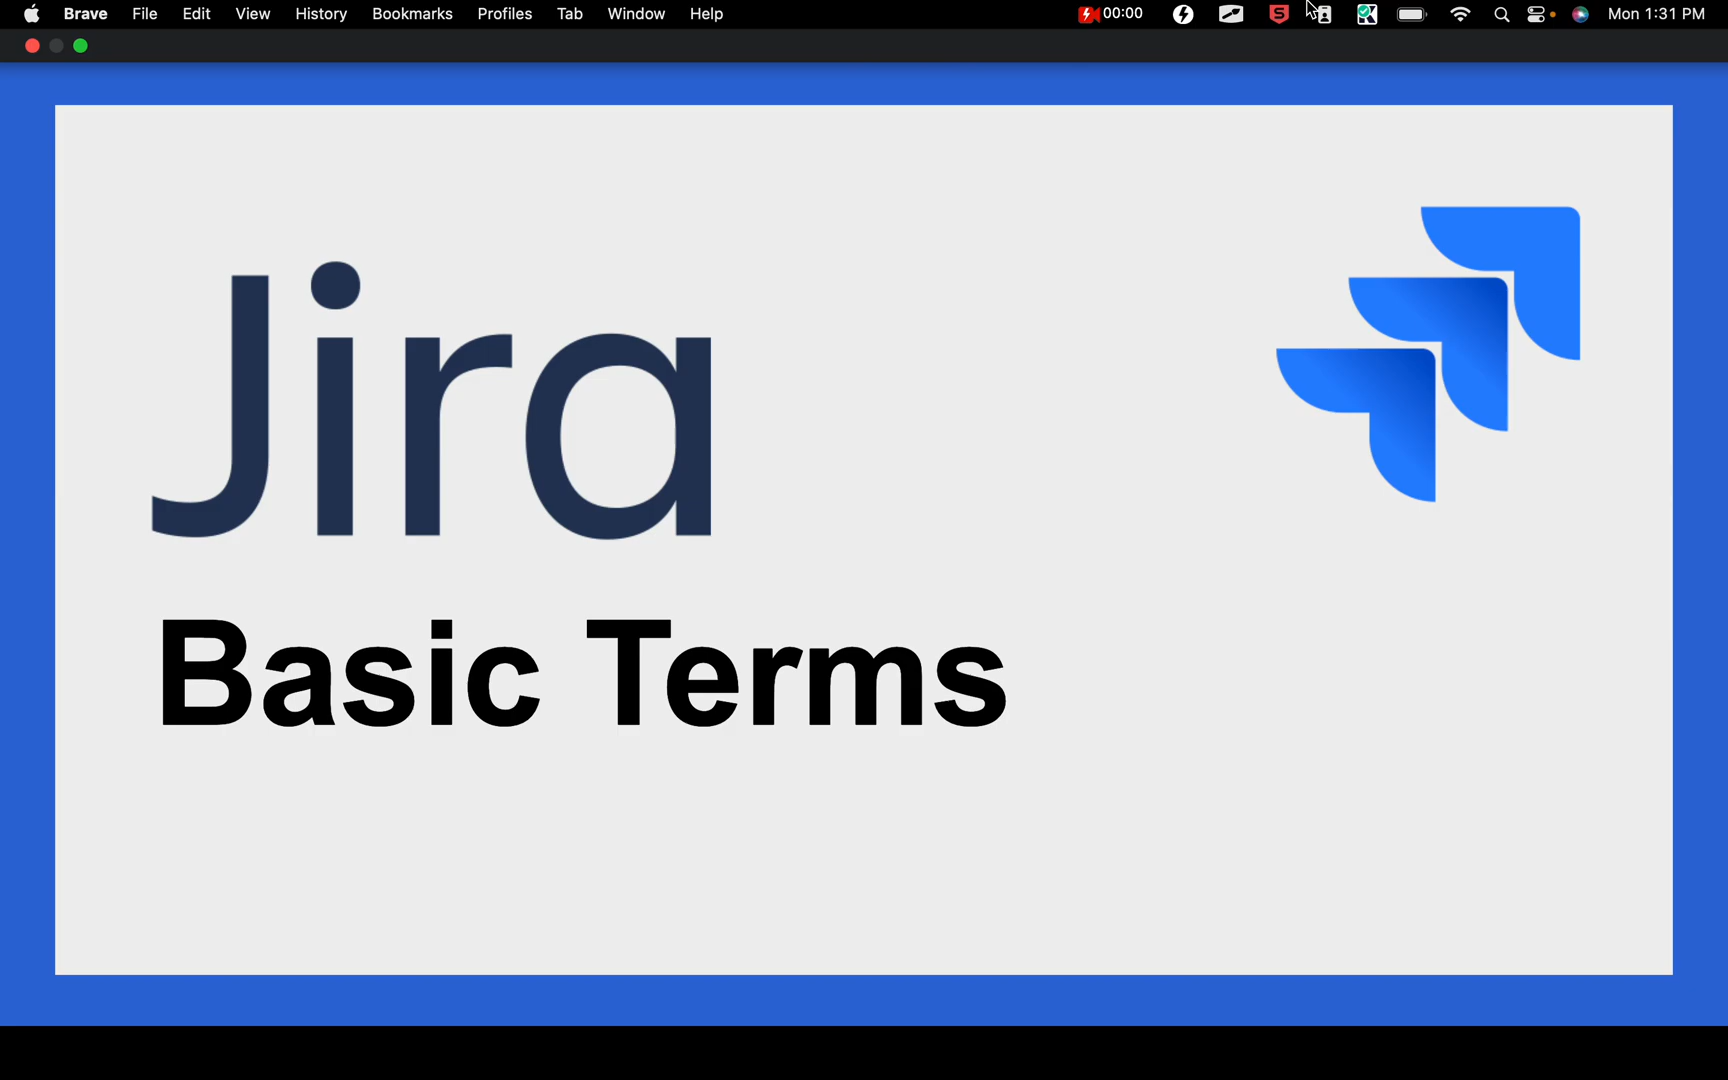 Brave File Edit View History Bookmarks Profiles Tab Window Help 00:00 Mon 1:31 PM
Jira
Basic Terms